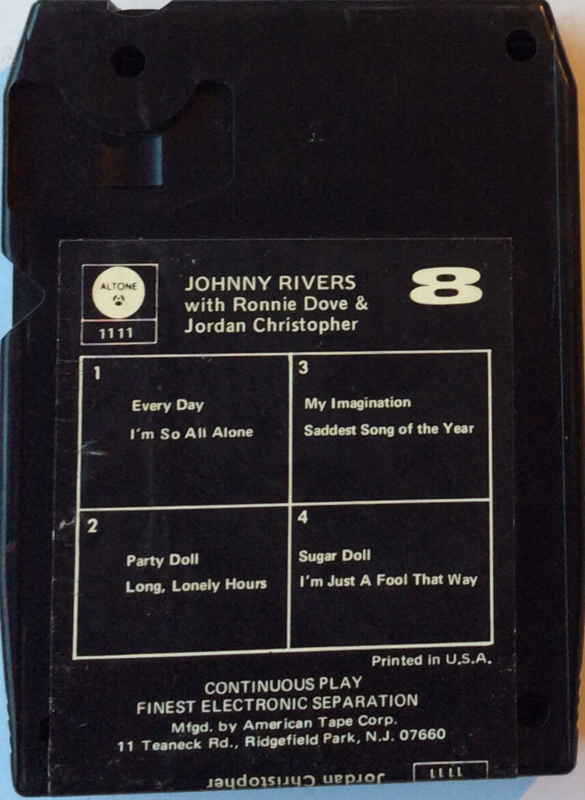 ALTONE
A
1111
JOHNNY RIVERS
with Ronnie Dove &
Jordan Christopher
8
1
Every Day
I'm So All Alone
2
Party Doll
Long, Lonely Hours
3
My Imagination
Saddest Song of the Year
4
Sugar Doll
I'm Just A Fool That Way
Printed in U.S.A.
CONTINUOUS PLAY
FINEST ELECTRONIC SEPARATION
Mfgd. by American Tape Corp.
11 Teaneck Rd., Ridgefield Park, N.J. 07660
Jordan Christopher
1111